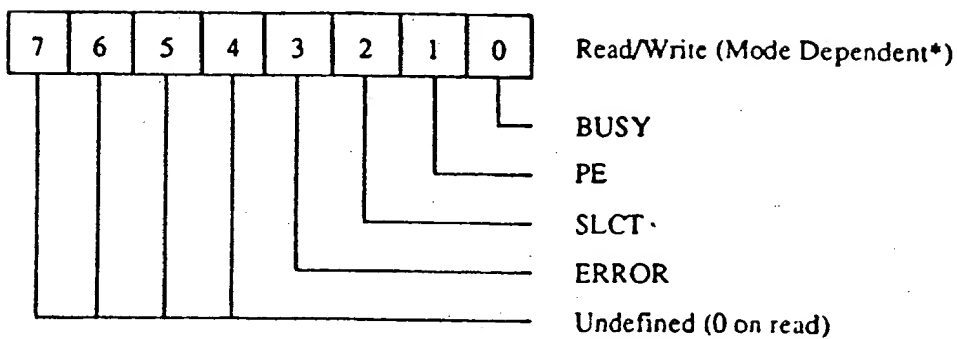 7 6 5 4 3 2 1 0 Read/Write (Mode Dependent*)
BUSY
PE
SLCT
ERROR
Undefined (0 on read)